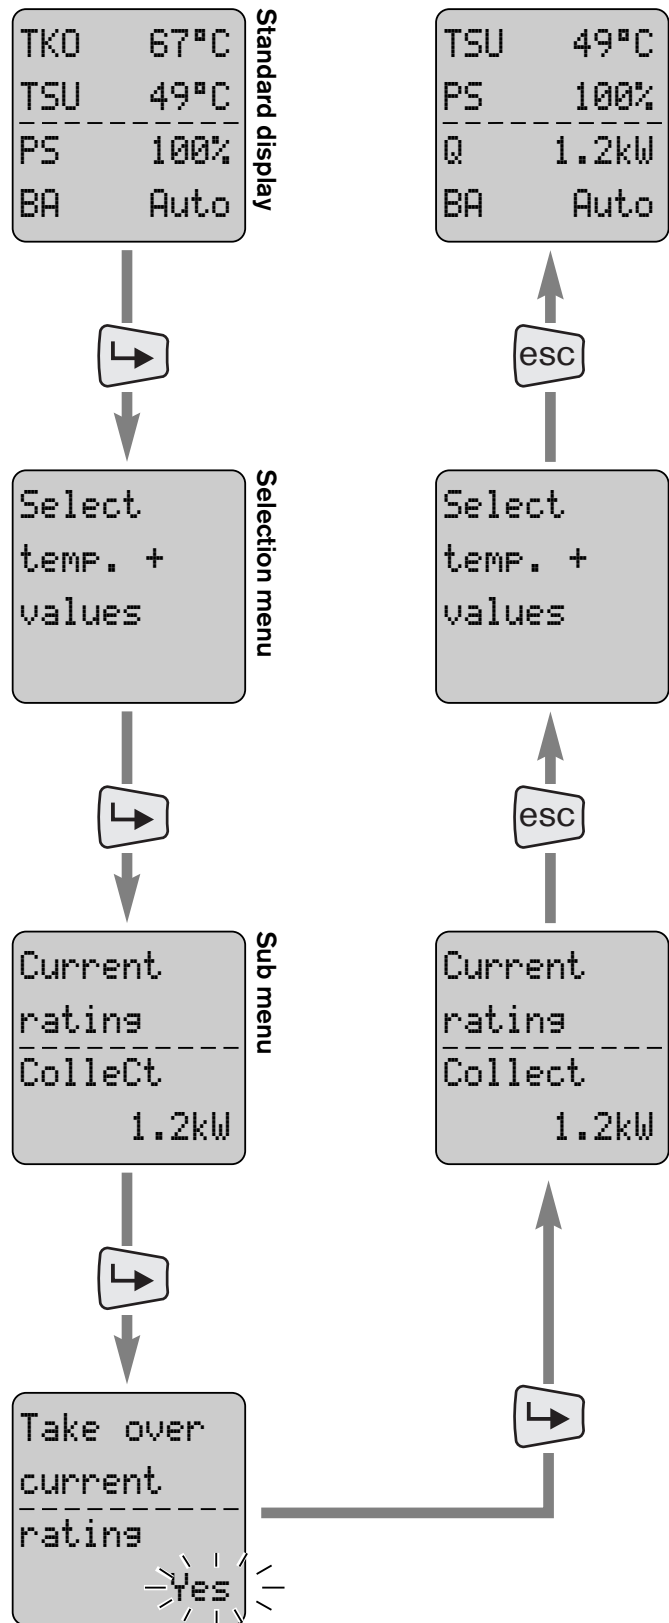 TKO 67°C
TSU 49°C
PS 100%
BA Auto
Standard display
Select
temp. +
values
Selection menu
Current
rating
ColleCt
1.2kW
Sub menu
Take over
current
rating
Yes
Current
rating
Collect
1.2kW
esc
Select
temp. +
values
esc
TSU 49°C
PS 100%
Q 1.2kW
BA Auto